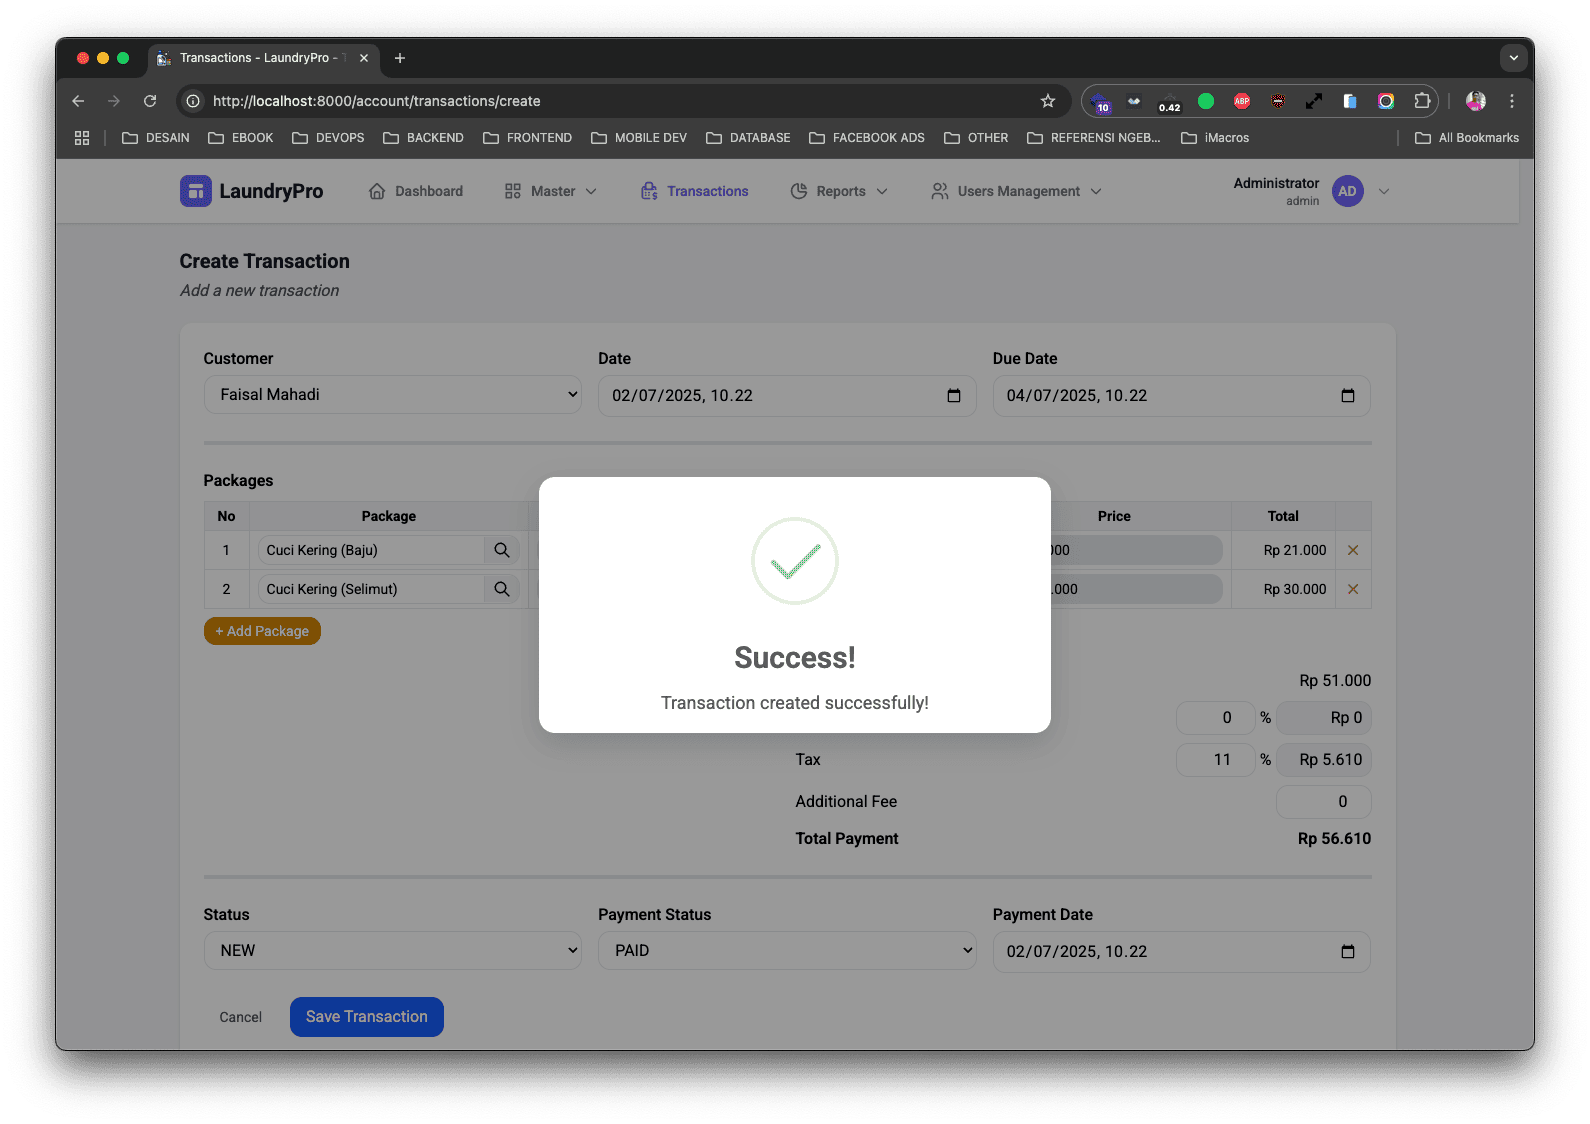 Transactions - LaundryPro -
http://localhost:8000/account/transactions/create
10
0.42
ABP
DESAIN
EBOOK
DEVOPS
BACKEND
FRONTEND
MOBILE DEV
DATABASE
FACEBOOK ADS
OTHER
REFERENSI NGEB...
iMacros
All Bookmarks
LaundryPro
Dashboard
Master
Transactions
Reports
Users Management
Administrator
admin
AD
Create Transaction
Add a new transaction
Customer
Date
Due Date
Faisal Mahadi
02/07/2025, 10.22
04/07/2025, 10.22
Packages
No
Package
Price
Total
1
Cuci Kering (Baju)
000
Rp 21.000
2
Cuci Kering (Selimut)
.000
Rp 30.000
+ Add Package
Success!
Transaction created successfully!
Rp 51.000
0 %
Rp 0
Tax
11 %
Rp 5.610
Additional Fee
0
Total Payment
Rp 56.610
Status
Payment Status
Payment Date
NEW
PAID
02/07/2025, 10.22
Cancel
Save Transaction